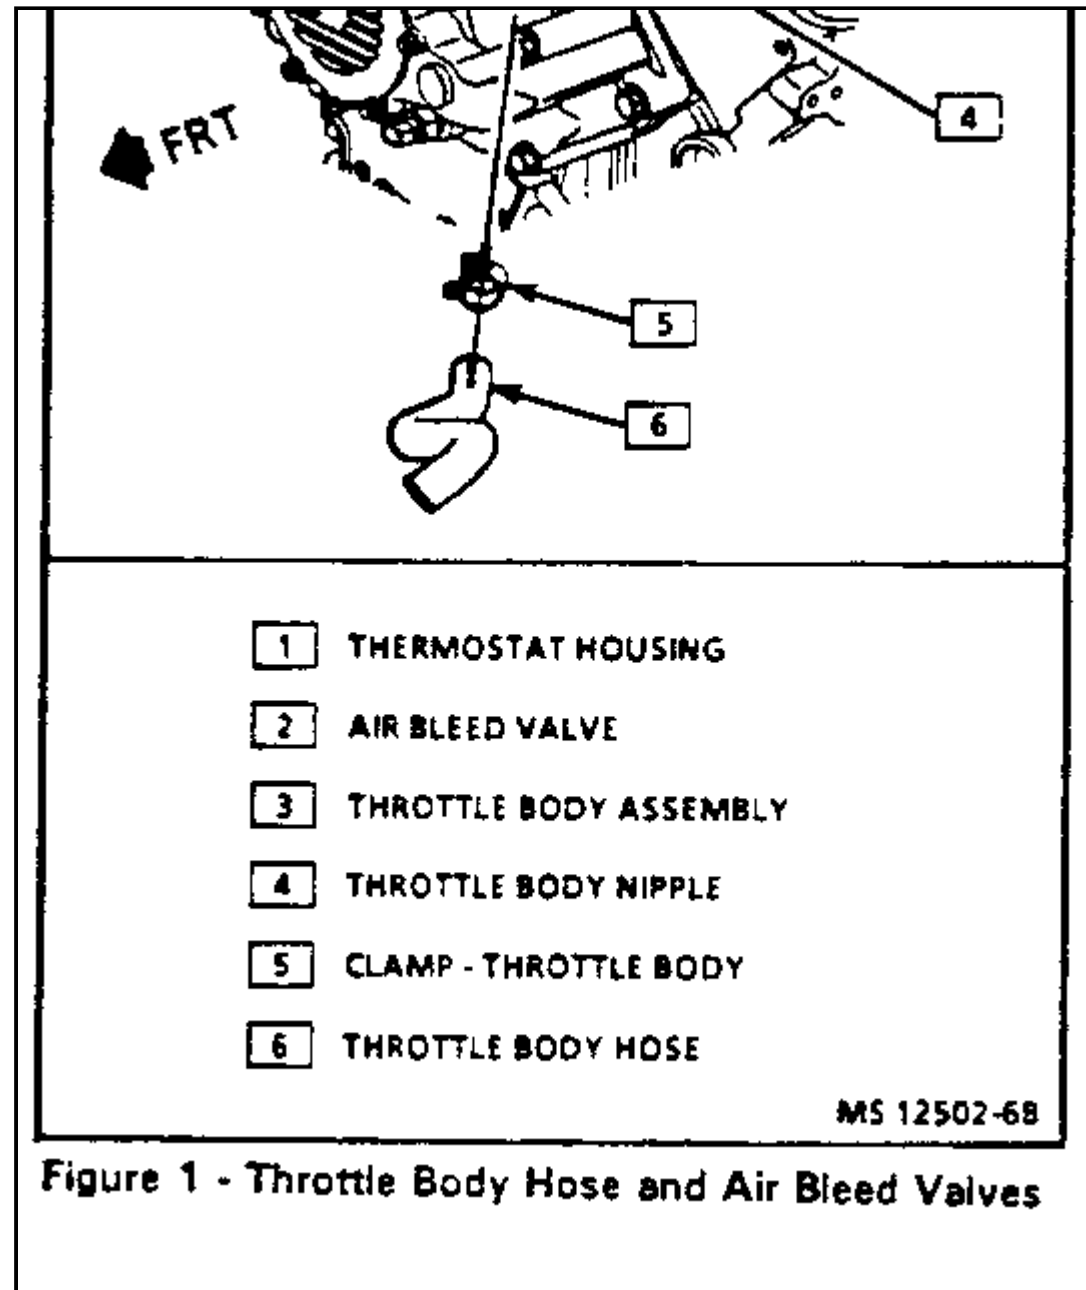 4
FRT
5
6
1 THERMOSTAT HOUSING
2 AIR BLEED VALVE
3 THROTTLE BODY ASSEMBLY
4 THROTTLE BODY NIPPLE
5 CLAMP - THROTTLE BODY
6 THROTTLE BODY HOSE
MS 12502-68
Figure 1 - Throttle Body Hose and Air Bleed Valves